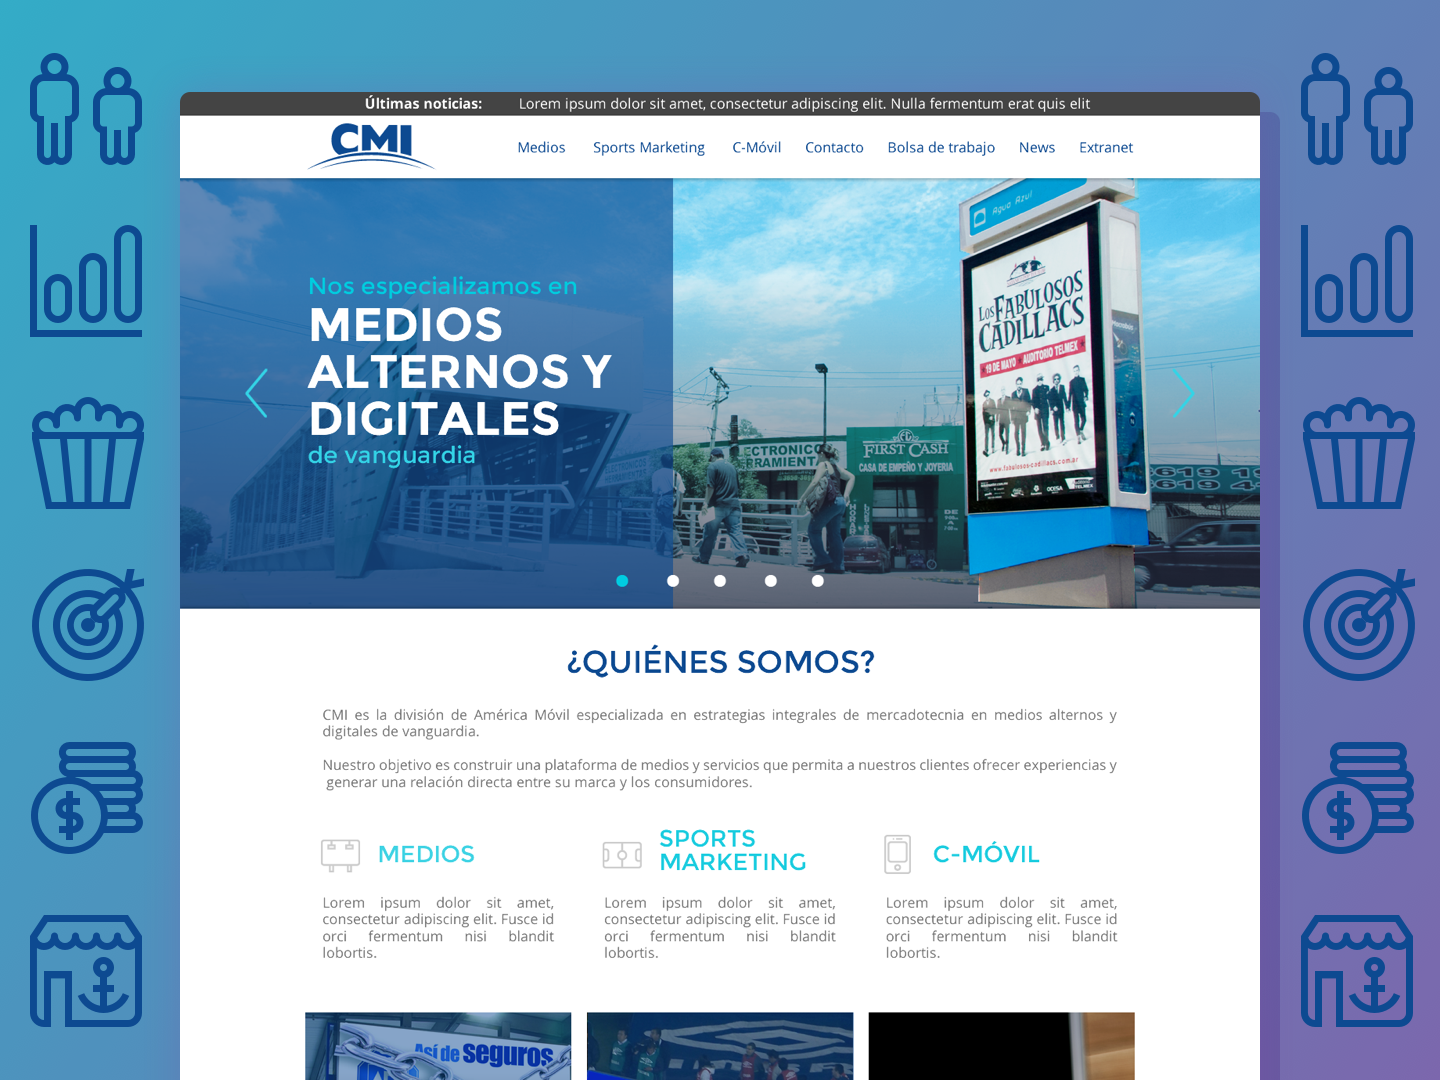 Últimas noticias: Lorem ipsum dolor sit amet, consectetur adipiscing elit. Nulla fermentum erat quis elit
CMI
Medios Sports Marketing C-Móvil Contacto Bolsa de trabajo News Extranet
Nos especializamos en
MEDIOS
ALTERNOS Y
DIGITALES
de vanguardia
Agua Azul
LOS FABULOSOS
CADILLACS
19 DE MAYO AUDITORIO TELMEX
www.fabulosos-cadillacs.com.ar
FIRST CASH
CASA DE EMPEÑO Y JOYERIA
¿QUIÉNES SOMOS?
CMI es la división de América Móvil especializada en estrategias integrales de mercadotecnia en medios alternos y
digitales de vanguardia.
Nuestro objetivo es construir una plataforma de medios y servicios que permita a nuestros clientes ofrecer experiencias y
generar una relación directa entre su marca y los consumidores.
MEDIOS
Lorem ipsum dolor sit amet,
consectetur adipiscing elit. Fusce id
orci fermentum nisi blandit
lobortis.
SPORTS
MARKETING
Lorem ipsum dolor sit amet,
consectetur adipiscing elit. Fusce id
orci fermentum nisi blandit
lobortis.
C-MÓVIL
Lorem ipsum dolor sit amet,
consectetur adipiscing elit. Fusce id
orci fermentum nisi blandit
lobortis.
Así de seguros